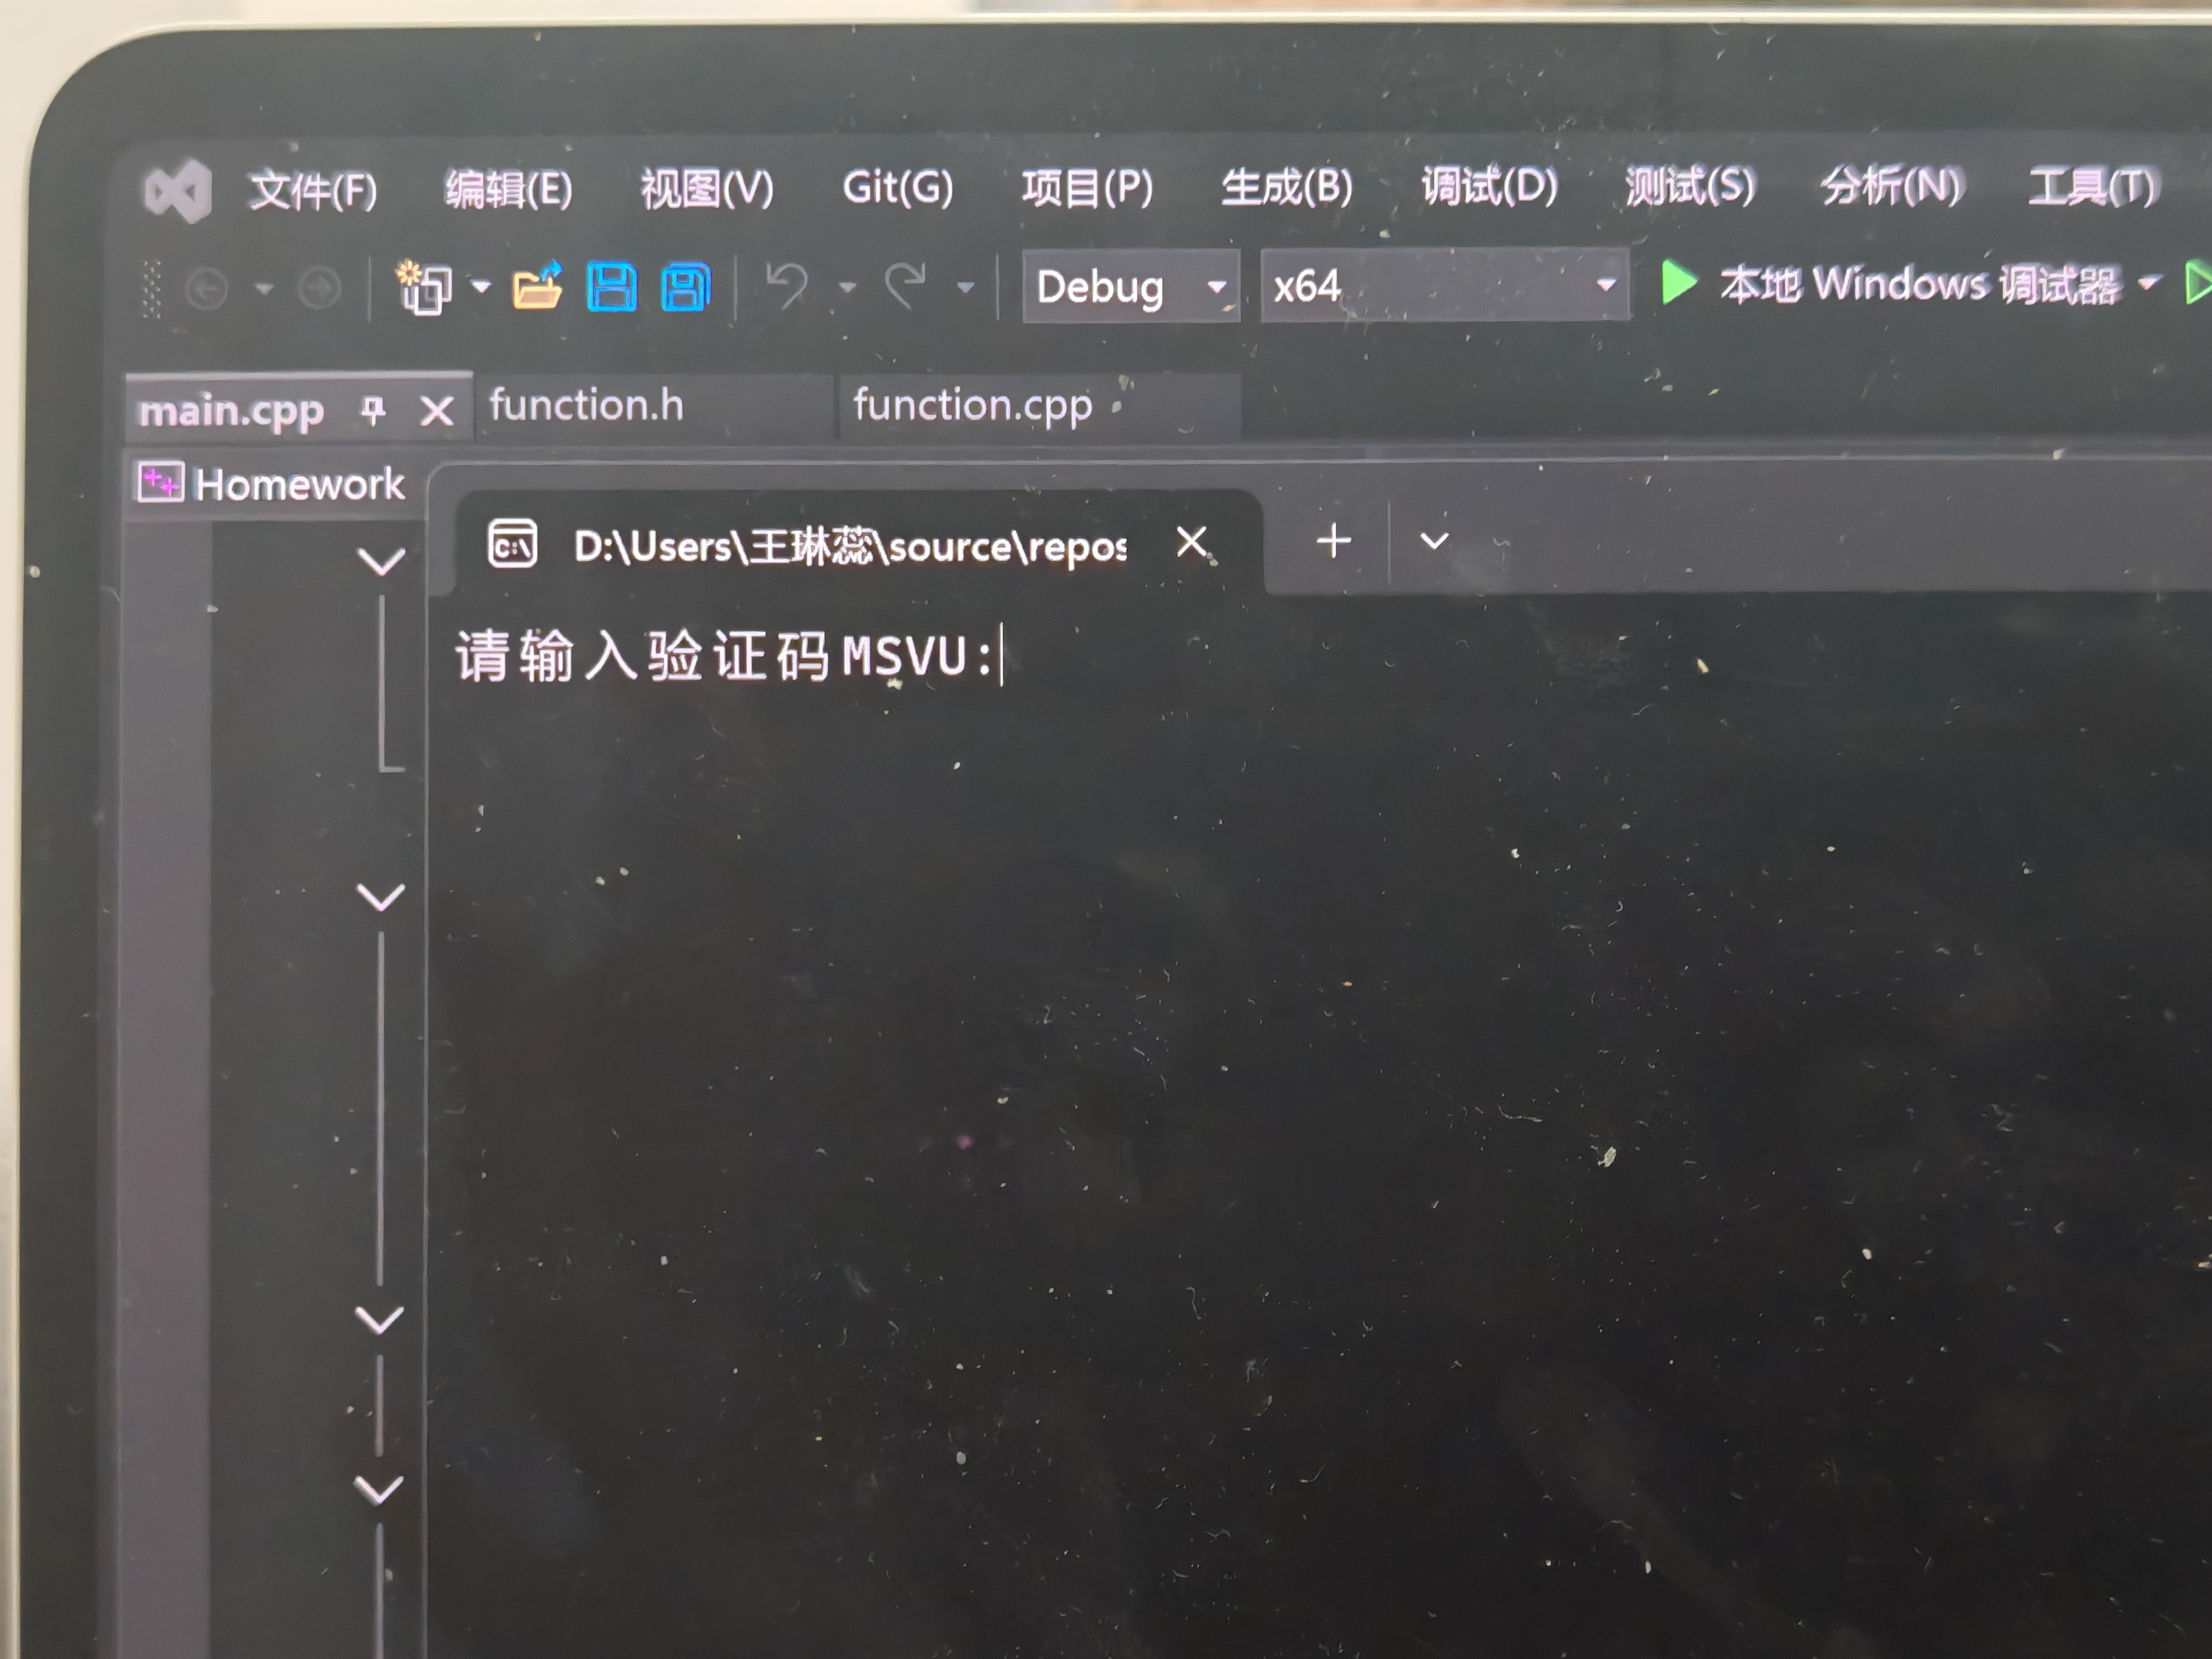 文件(F) 编辑(E) 视图(V) Git(G) 项目(P) 生成(B) 调试(D) 测试(S) 分析(N) 工具(T)
Debug x64 本地 Windows 调试器
main.cpp function.h function.cpp
Homework
C:\ D:\Users\王琳蕊\source\repos
请输入验证码MSVU: